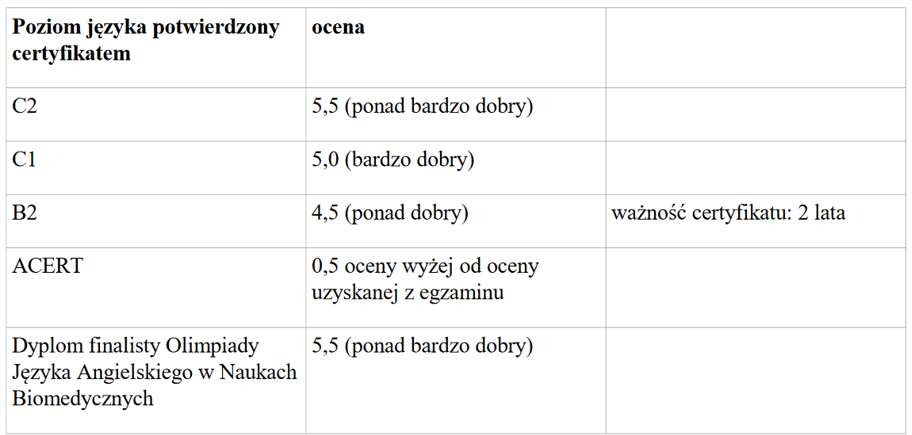 Poziom języka potwierdzony
certyfikatem
ocena
C2
5,5 (ponad bardzo dobry)
C1
5,0 (bardzo dobry)
B2
4,5 (ponad dobry)
ważność certyfikatu: 2 lata
ACERT
0,5 oceny wyżej od oceny
uzyskanej z egzaminu
Dyplom finalisty Olimpiady
Języka Angielskiego w Naukach
Biomedycznych
5,5 (ponad bardzo dobry)